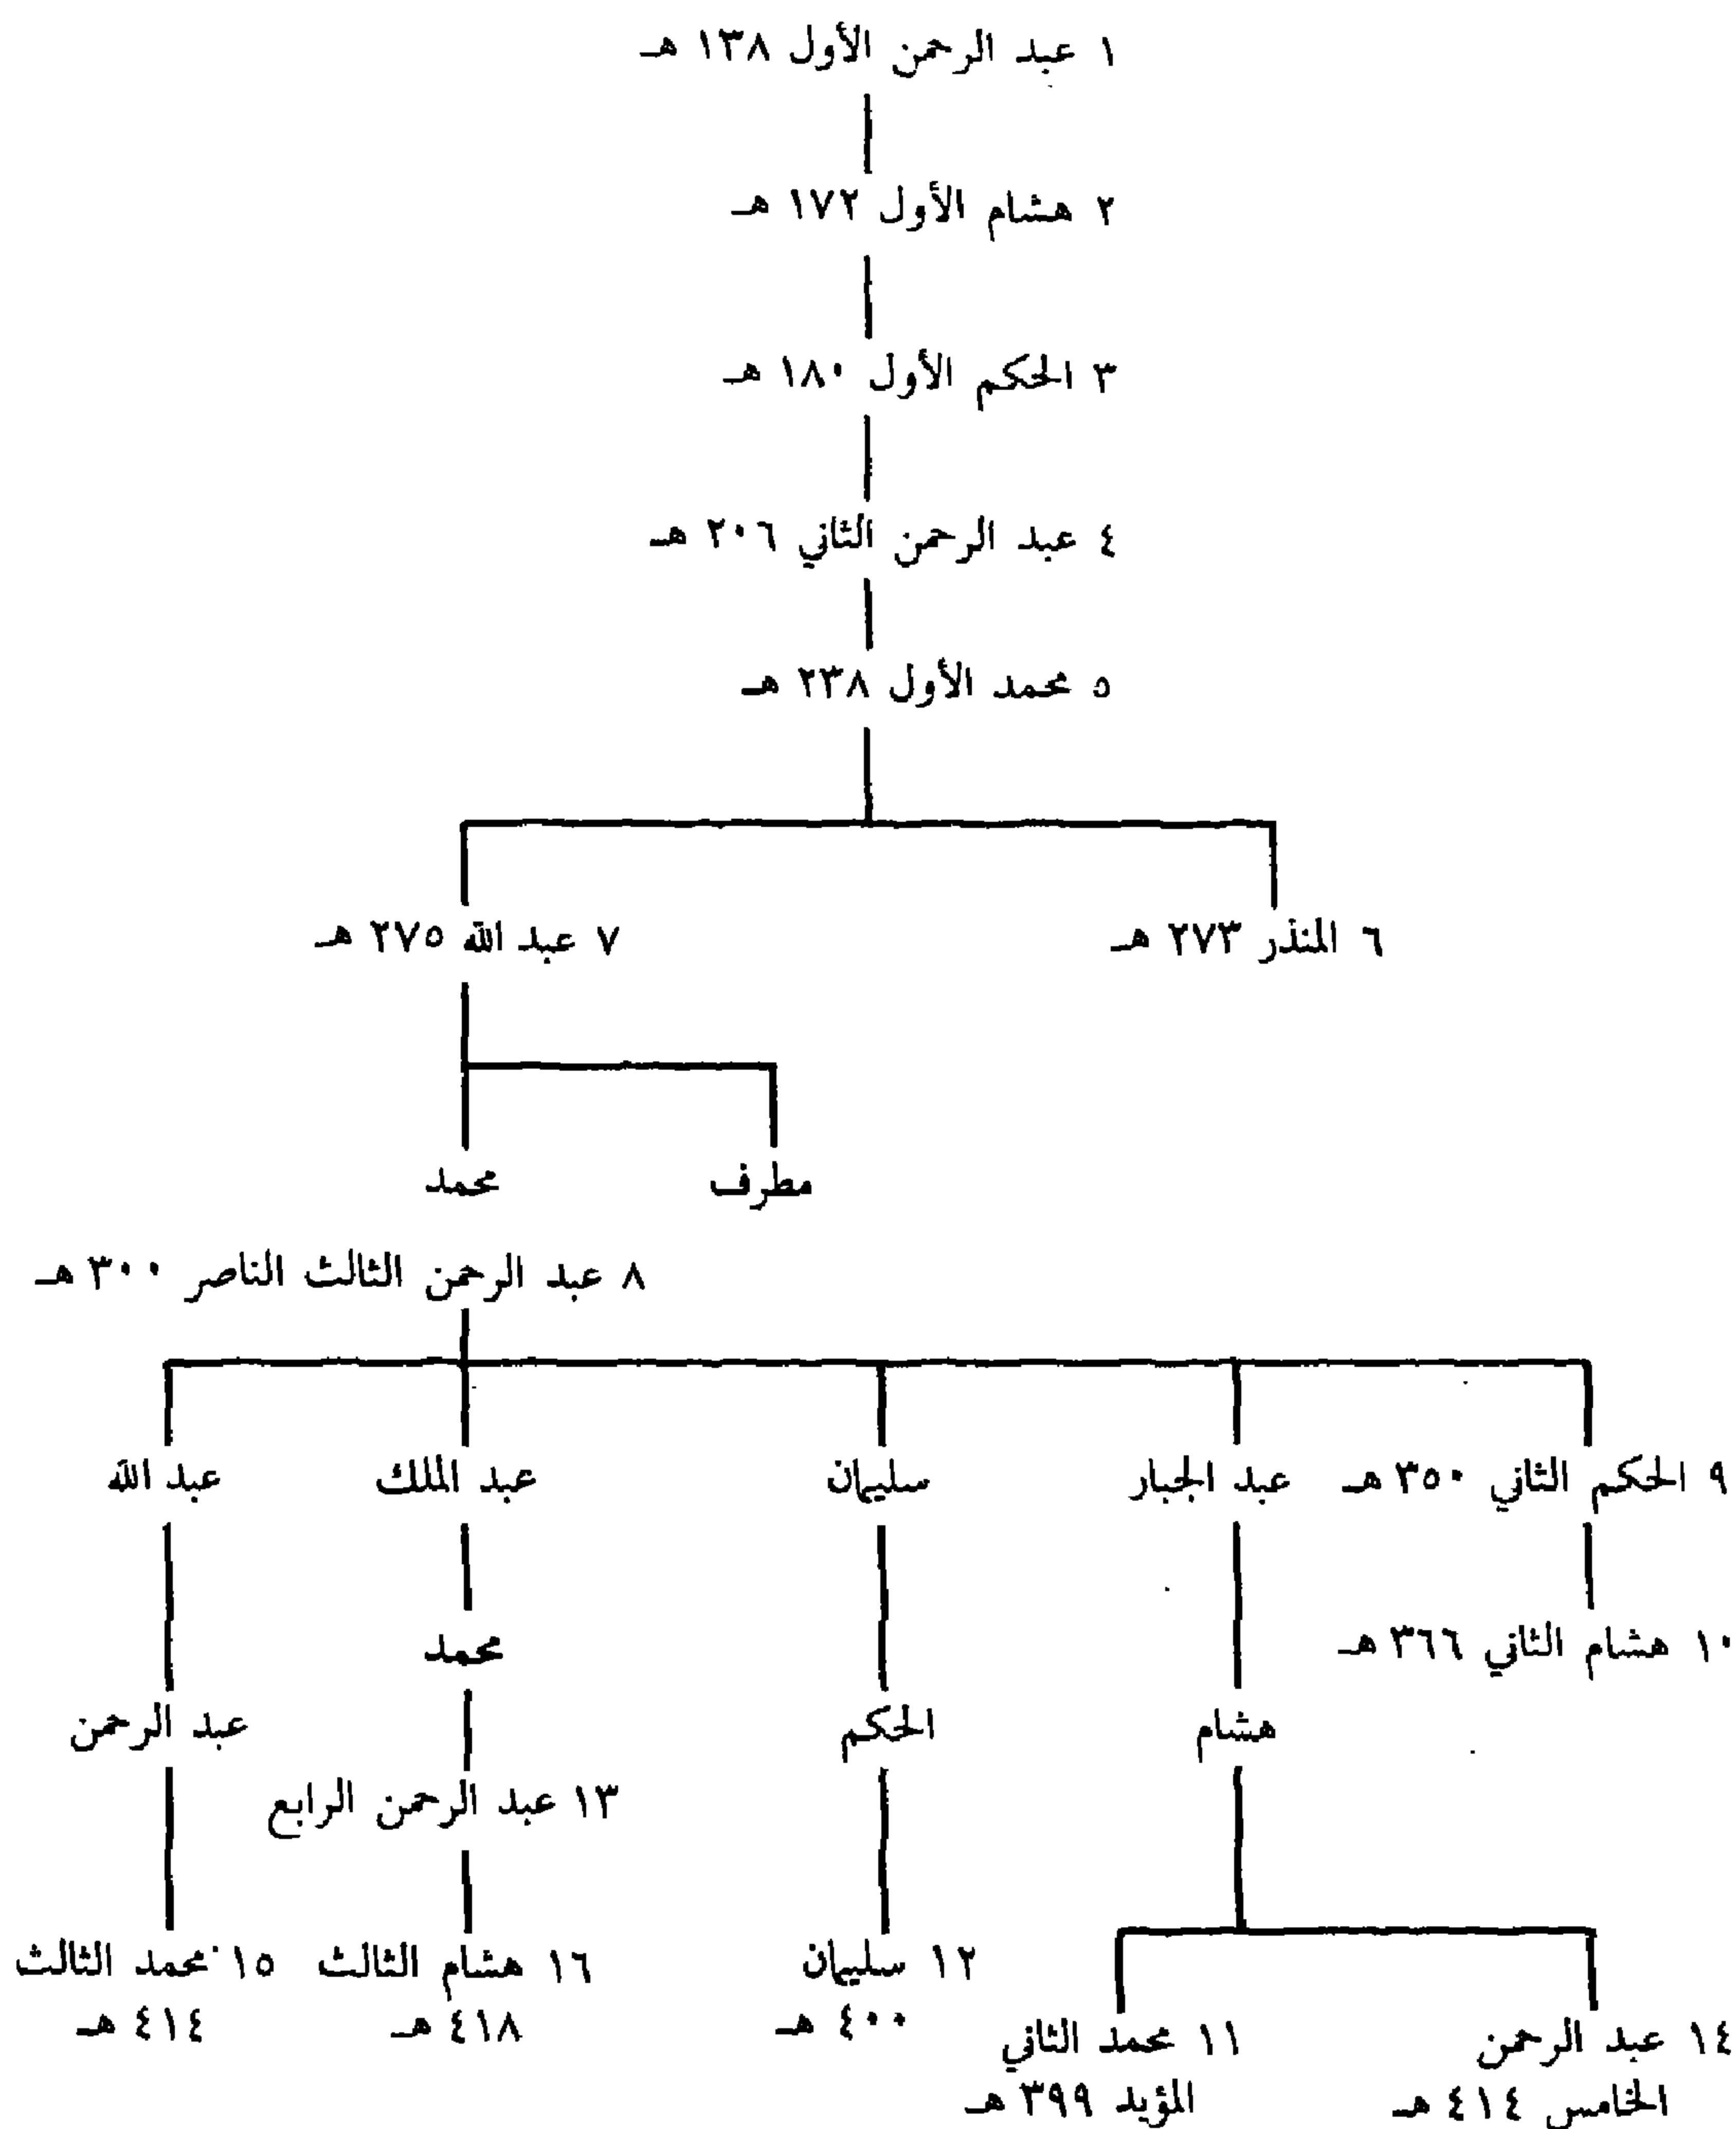 ١ عبد الرحمن الأول ١٣٨ هـ
٢ هشام الأول ١٧٢ هـ
٣ الحكم الأول ١٨٠ هـ
٤ عبد الرحمن الثاني ٢٠٦ هـ
٥ محمد الأول ٢٣٨ هـ
٦ المنذر ٢٧٣ هـ
٧ عبد الله ٢٧٥ هـ
مطرف
محمد
٨ عبد الرحمن الثالث الناصر ٣٠٠ هـ
٩ الحكم الثاني ٣٥٠ هـ
عبد الجبار
سليمان
عبد الملك
عبد الله
١٠ هشام الثاني ٣٦٦ هـ
محمد
هشام
الحكم
عبد الرحمن
١٣ عبد الرحمن الرابع
١٢ سليمان
٤٠٠ هـ
١٦ هشام الثالث
٤١٨ هـ
١٥ محمد الثالث
٤١٤ هـ
١٤ عبد الرحمن
الخامس ٤١٤ هـ
١١ محمد الثاني
المؤيد ٣٩٩ هـ